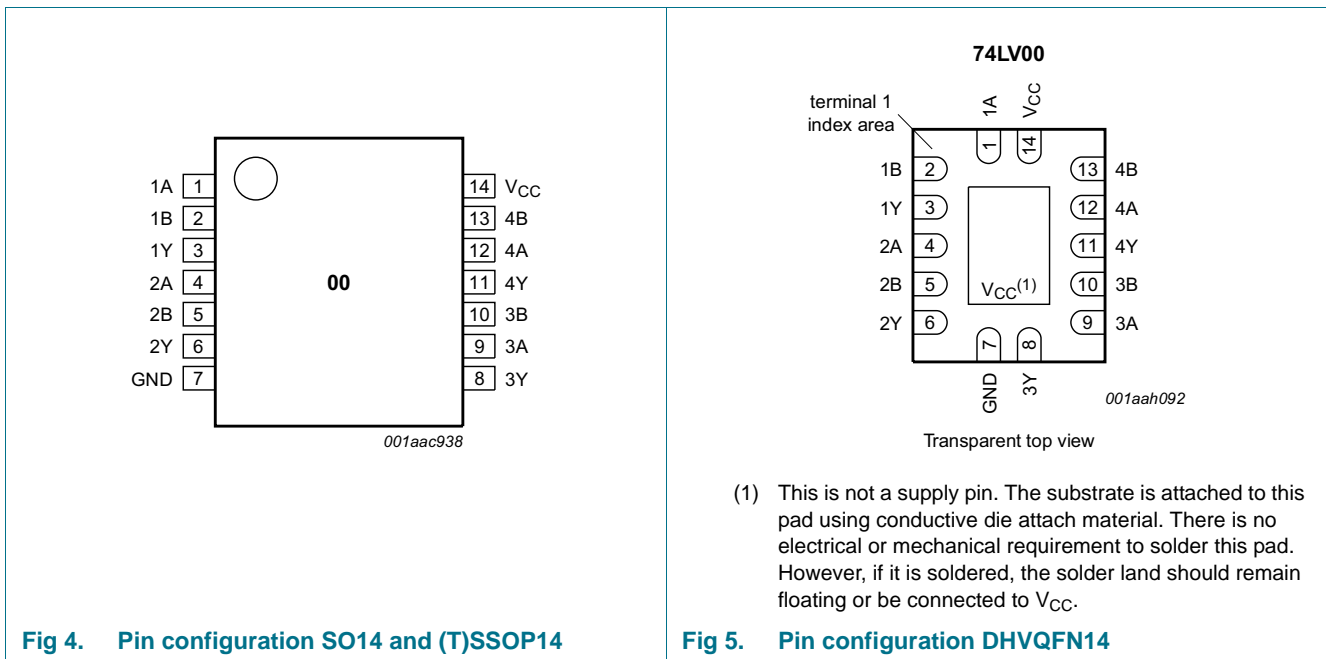 1A 1
1B 2
1Y 3
2A 4
2B 5
2Y 6
GND 7
00
14 VCC
13 4B
12 4A
11 4Y
10 3B
9 3A
8 3Y
001aac938
Fig 4. Pin configuration SO14 and (T)SSOP14
74LV00
terminal 1
index area
1A
VCC
1
14
1B 2
1Y 3
2A 4
2B 5
2Y 6
13 4B
12 4A
11 4Y
10 3B
9 3A
VCC(1)
7
8
GND
3Y
001aah092
Transparent top view
(1) This is not a supply pin. The substrate is attached to this
pad using conductive die attach material. There is no
electrical or mechanical requirement to solder this pad.
However, if it is soldered, the solder land should remain
floating or be connected to VCC.
Fig 5. Pin configuration DHVQFN14